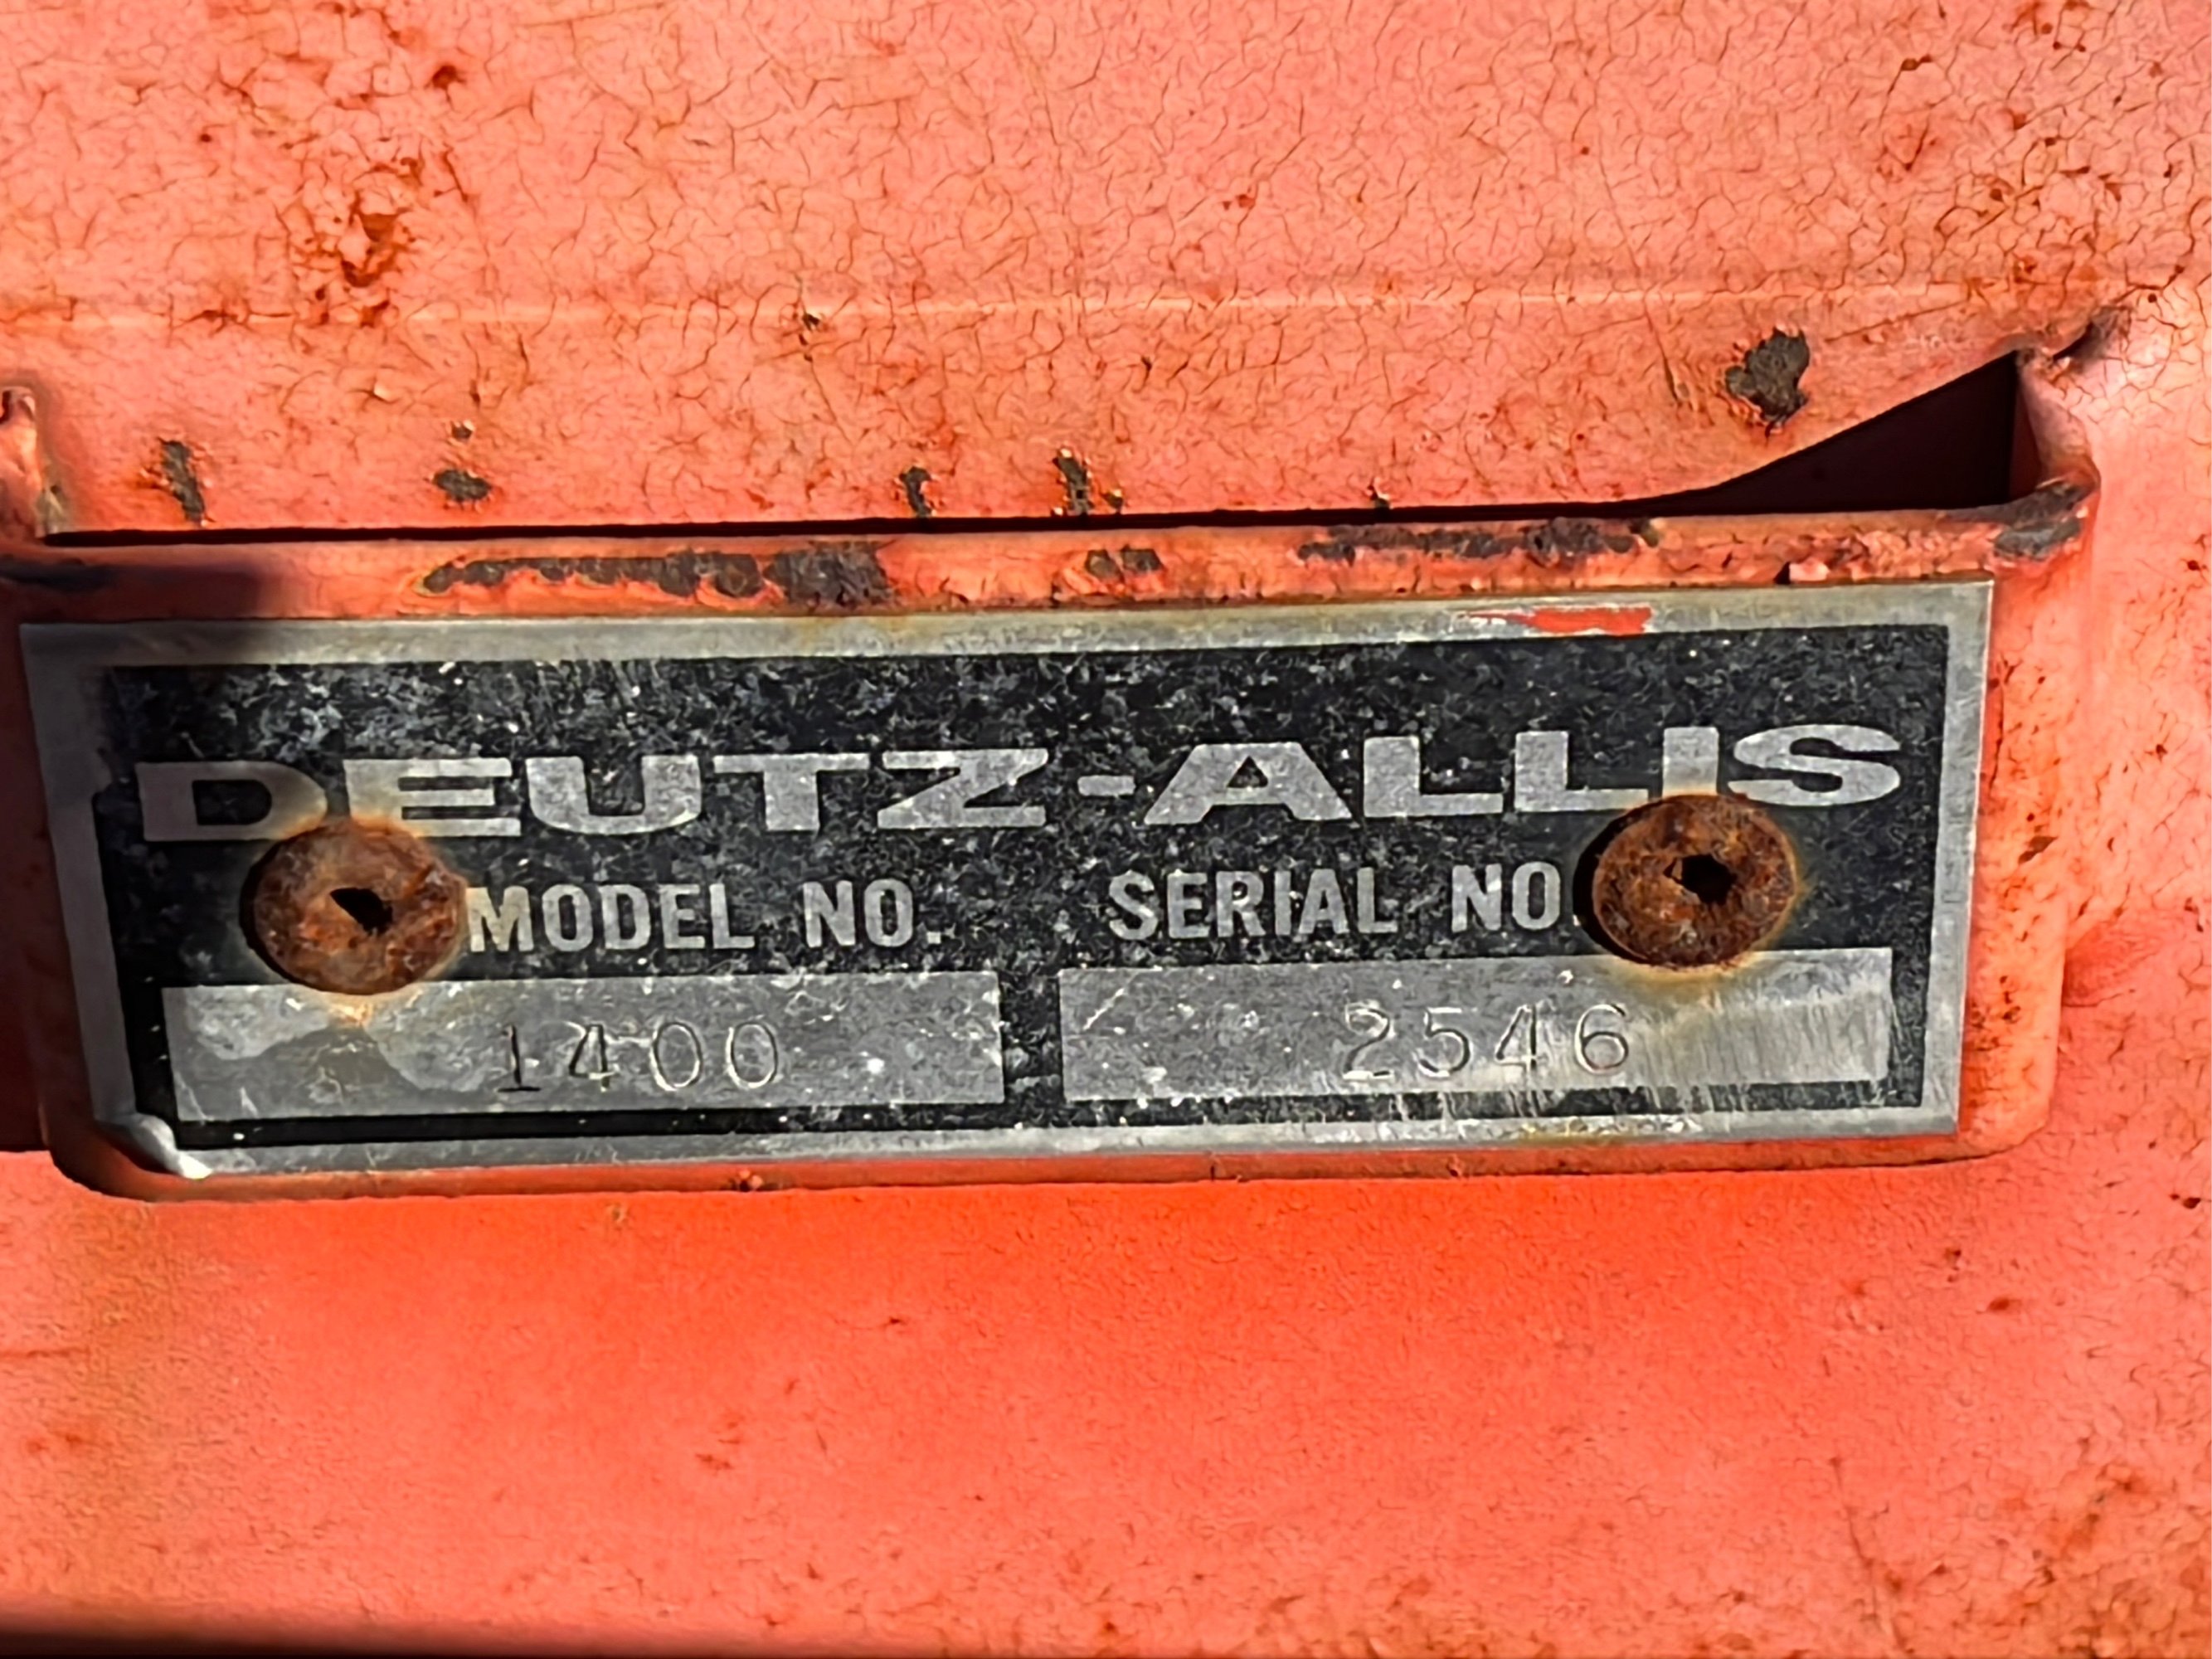 DEUTZ-ALLIS
MODEL NO. SERIAL NO.
1400 2546